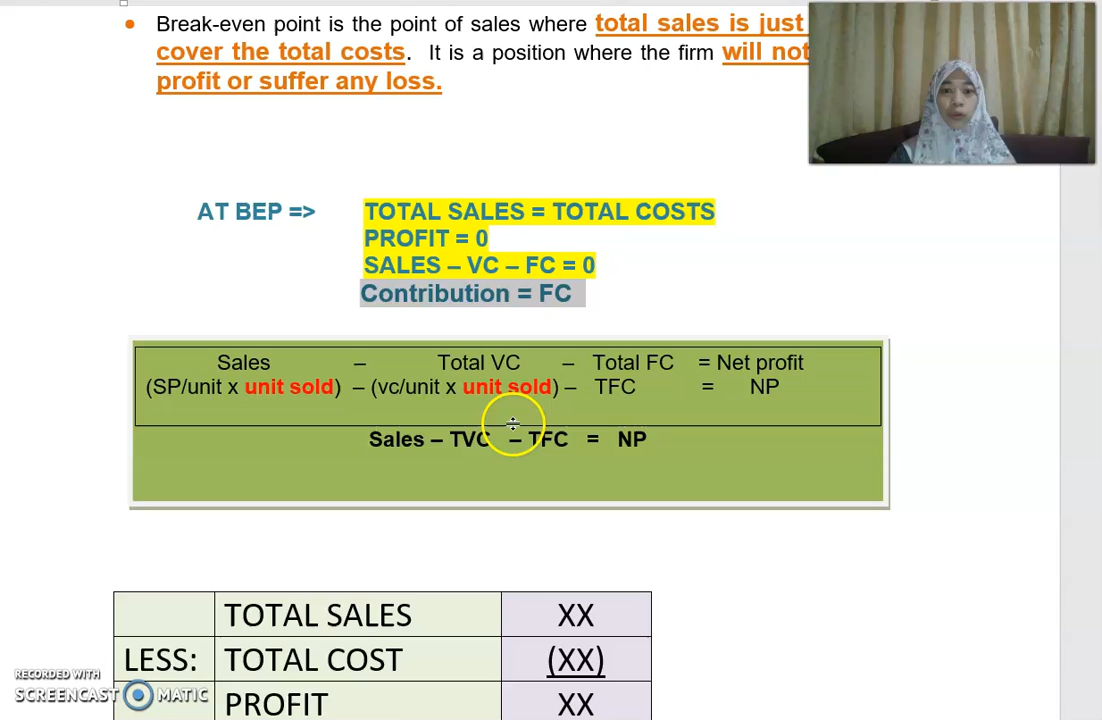 Break-even point is the point of sales where total sales is just
cover the total costs. It is a position where the firm will not
profit or suffer any loss.
AT BEP => TOTAL SALES = TOTAL COSTS
PROFIT = 0
SALES – VC – FC = 0
Contribution = FC
Sales – Total VC – Total FC = Net profit
(SP/unit x unit sold) – (vc/unit x unit sold) – TFC = NP
Sales – TVC – TFC = NP
TOTAL SALES XX
LESS: TOTAL COST (XX)
PROFIT XX
RECORDED WITH
SCREENCAST MATIC